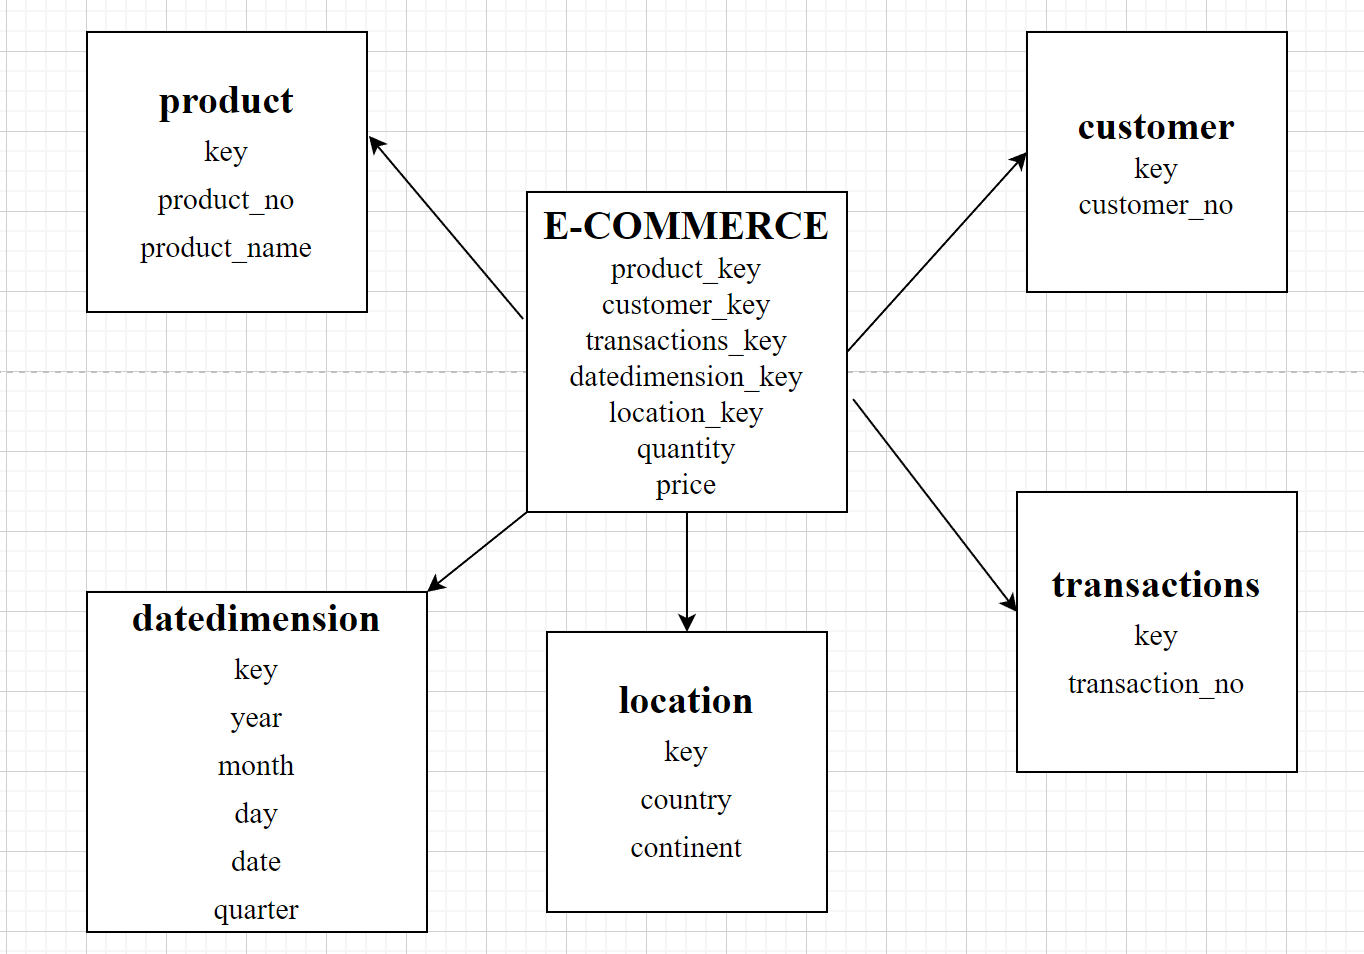 product
key
product_no
product_name
E-COMMERCE
product_key
customer_key
transactions_key
datedimension_key
location_key
quantity
price
customer
key
customer_no
datedimension
key
year
month
day
date
quarter
location
key
country
continent
transactions
key
transaction_no